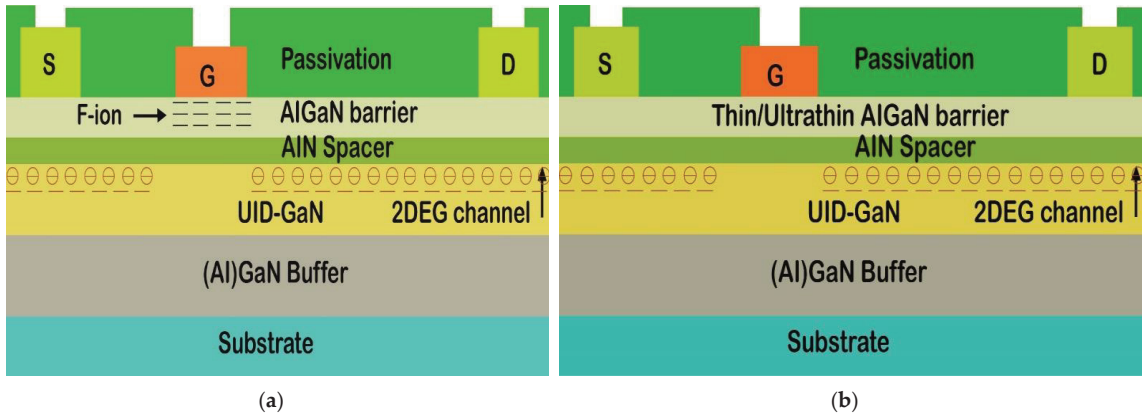 S
G
Passivation
D
F-ion
AlGaN barrier
AlN Spacer
UID-GaN
2DEG channel
(Al)GaN Buffer
Substrate
(a)
S
G
Passivation
D
Thin/Ultrathin AlGaN barrier
AlN Spacer
UID-GaN
2DEG channel
(Al)GaN Buffer
Substrate
(b)